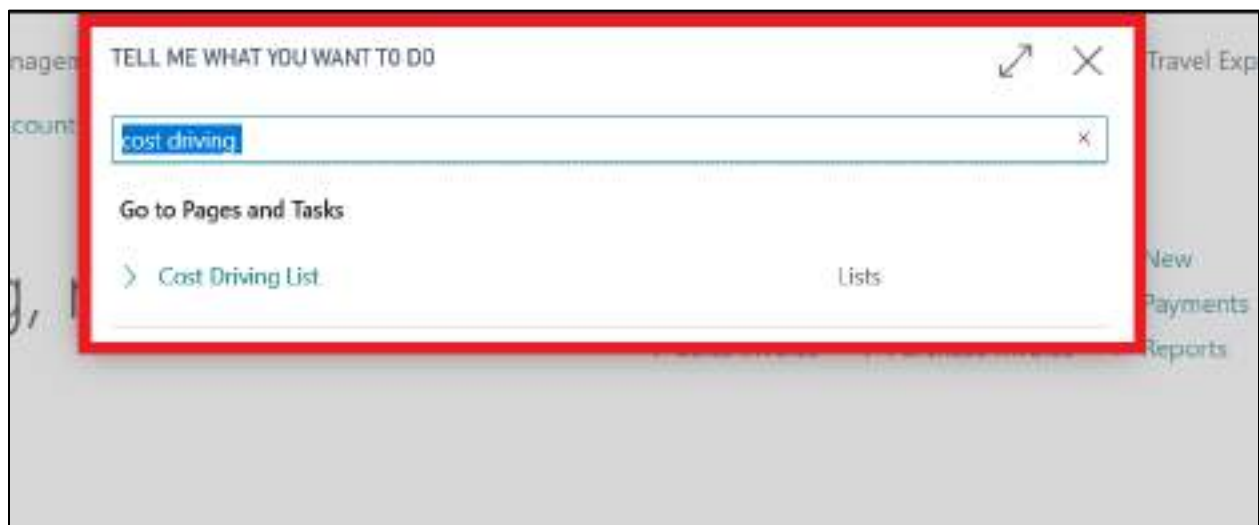 TELL ME WHAT YOU WANT TO DO
Travel Exp
cost driving
Go to Pages and Tasks
Cost Driving List Lists
New
Payments
Reports